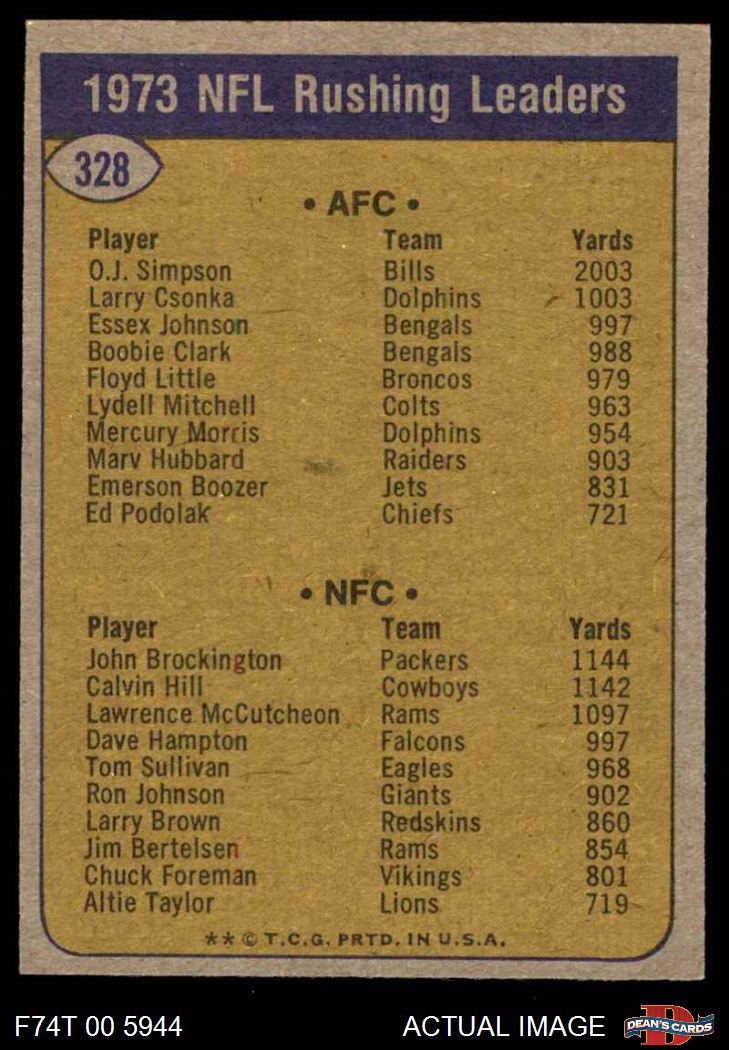 1973 NFL Rushing Leaders
328
• AFC •
Player Team Yards
O.J. Simpson Bills 2003
Larry Csonka Dolphins 1003
Essex Johnson Bengals 997
Boobie Clark Bengals 988
Floyd Little Broncos 979
Lydell Mitchell Colts 963
Mercury Morris Dolphins 954
Marv Hubbard Raiders 903
Emerson Boozer Jets 831
Ed Podolak Chiefs 721
• NFC •
Player Team Yards
John Brockington Packers 1144
Calvin Hill Cowboys 1142
Lawrence McCutcheon Rams 1097
Dave Hampton Falcons 997
Tom Sullivan Eagles 968
Ron Johnson Giants 902
Larry Brown Redskins 860
Jim Bertelsen Rams 854
Chuck Foreman Vikings 801
Altie Taylor Lions 719
** © T.C.G. PRTD. IN U.S.A.
F74T 00 5944 ACTUAL IMAGE D DEAN'S CARDS